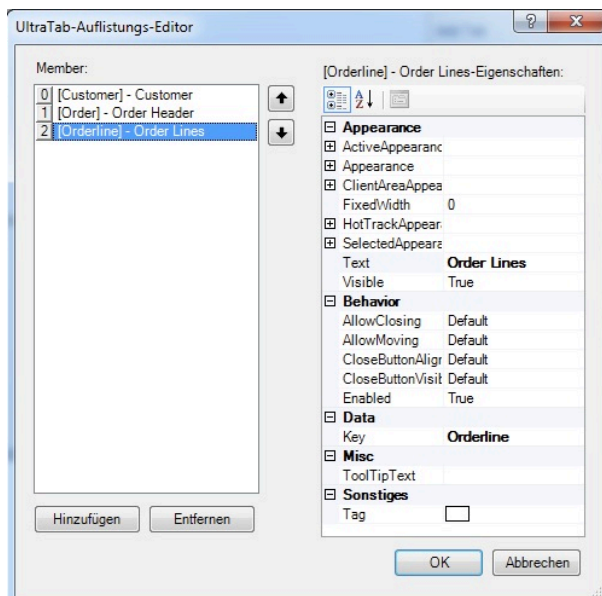 UltraTab-Auflistungs-Editor
Member:
0 [Customer] - Customer
1 [Order] - Order Header
2 [Orderline] - Order Lines
Hinzufügen Entfernen
[Orderline] - Order Lines-Eigenschaften:
Appearance
ActiveAppearanc
Appearance
ClientAreaAppea
FixedWidth 0
HotTrackAppear
SelectedAppeara
Text Order Lines
Visible True
Behavior
AllowClosing Default
AllowMoving Default
CloseButtonAligr Default
CloseButtonVisib Default
Enabled True
Data
Key Orderline
Misc
ToolTipText
Sonstiges
Tag
OK Abbrechen